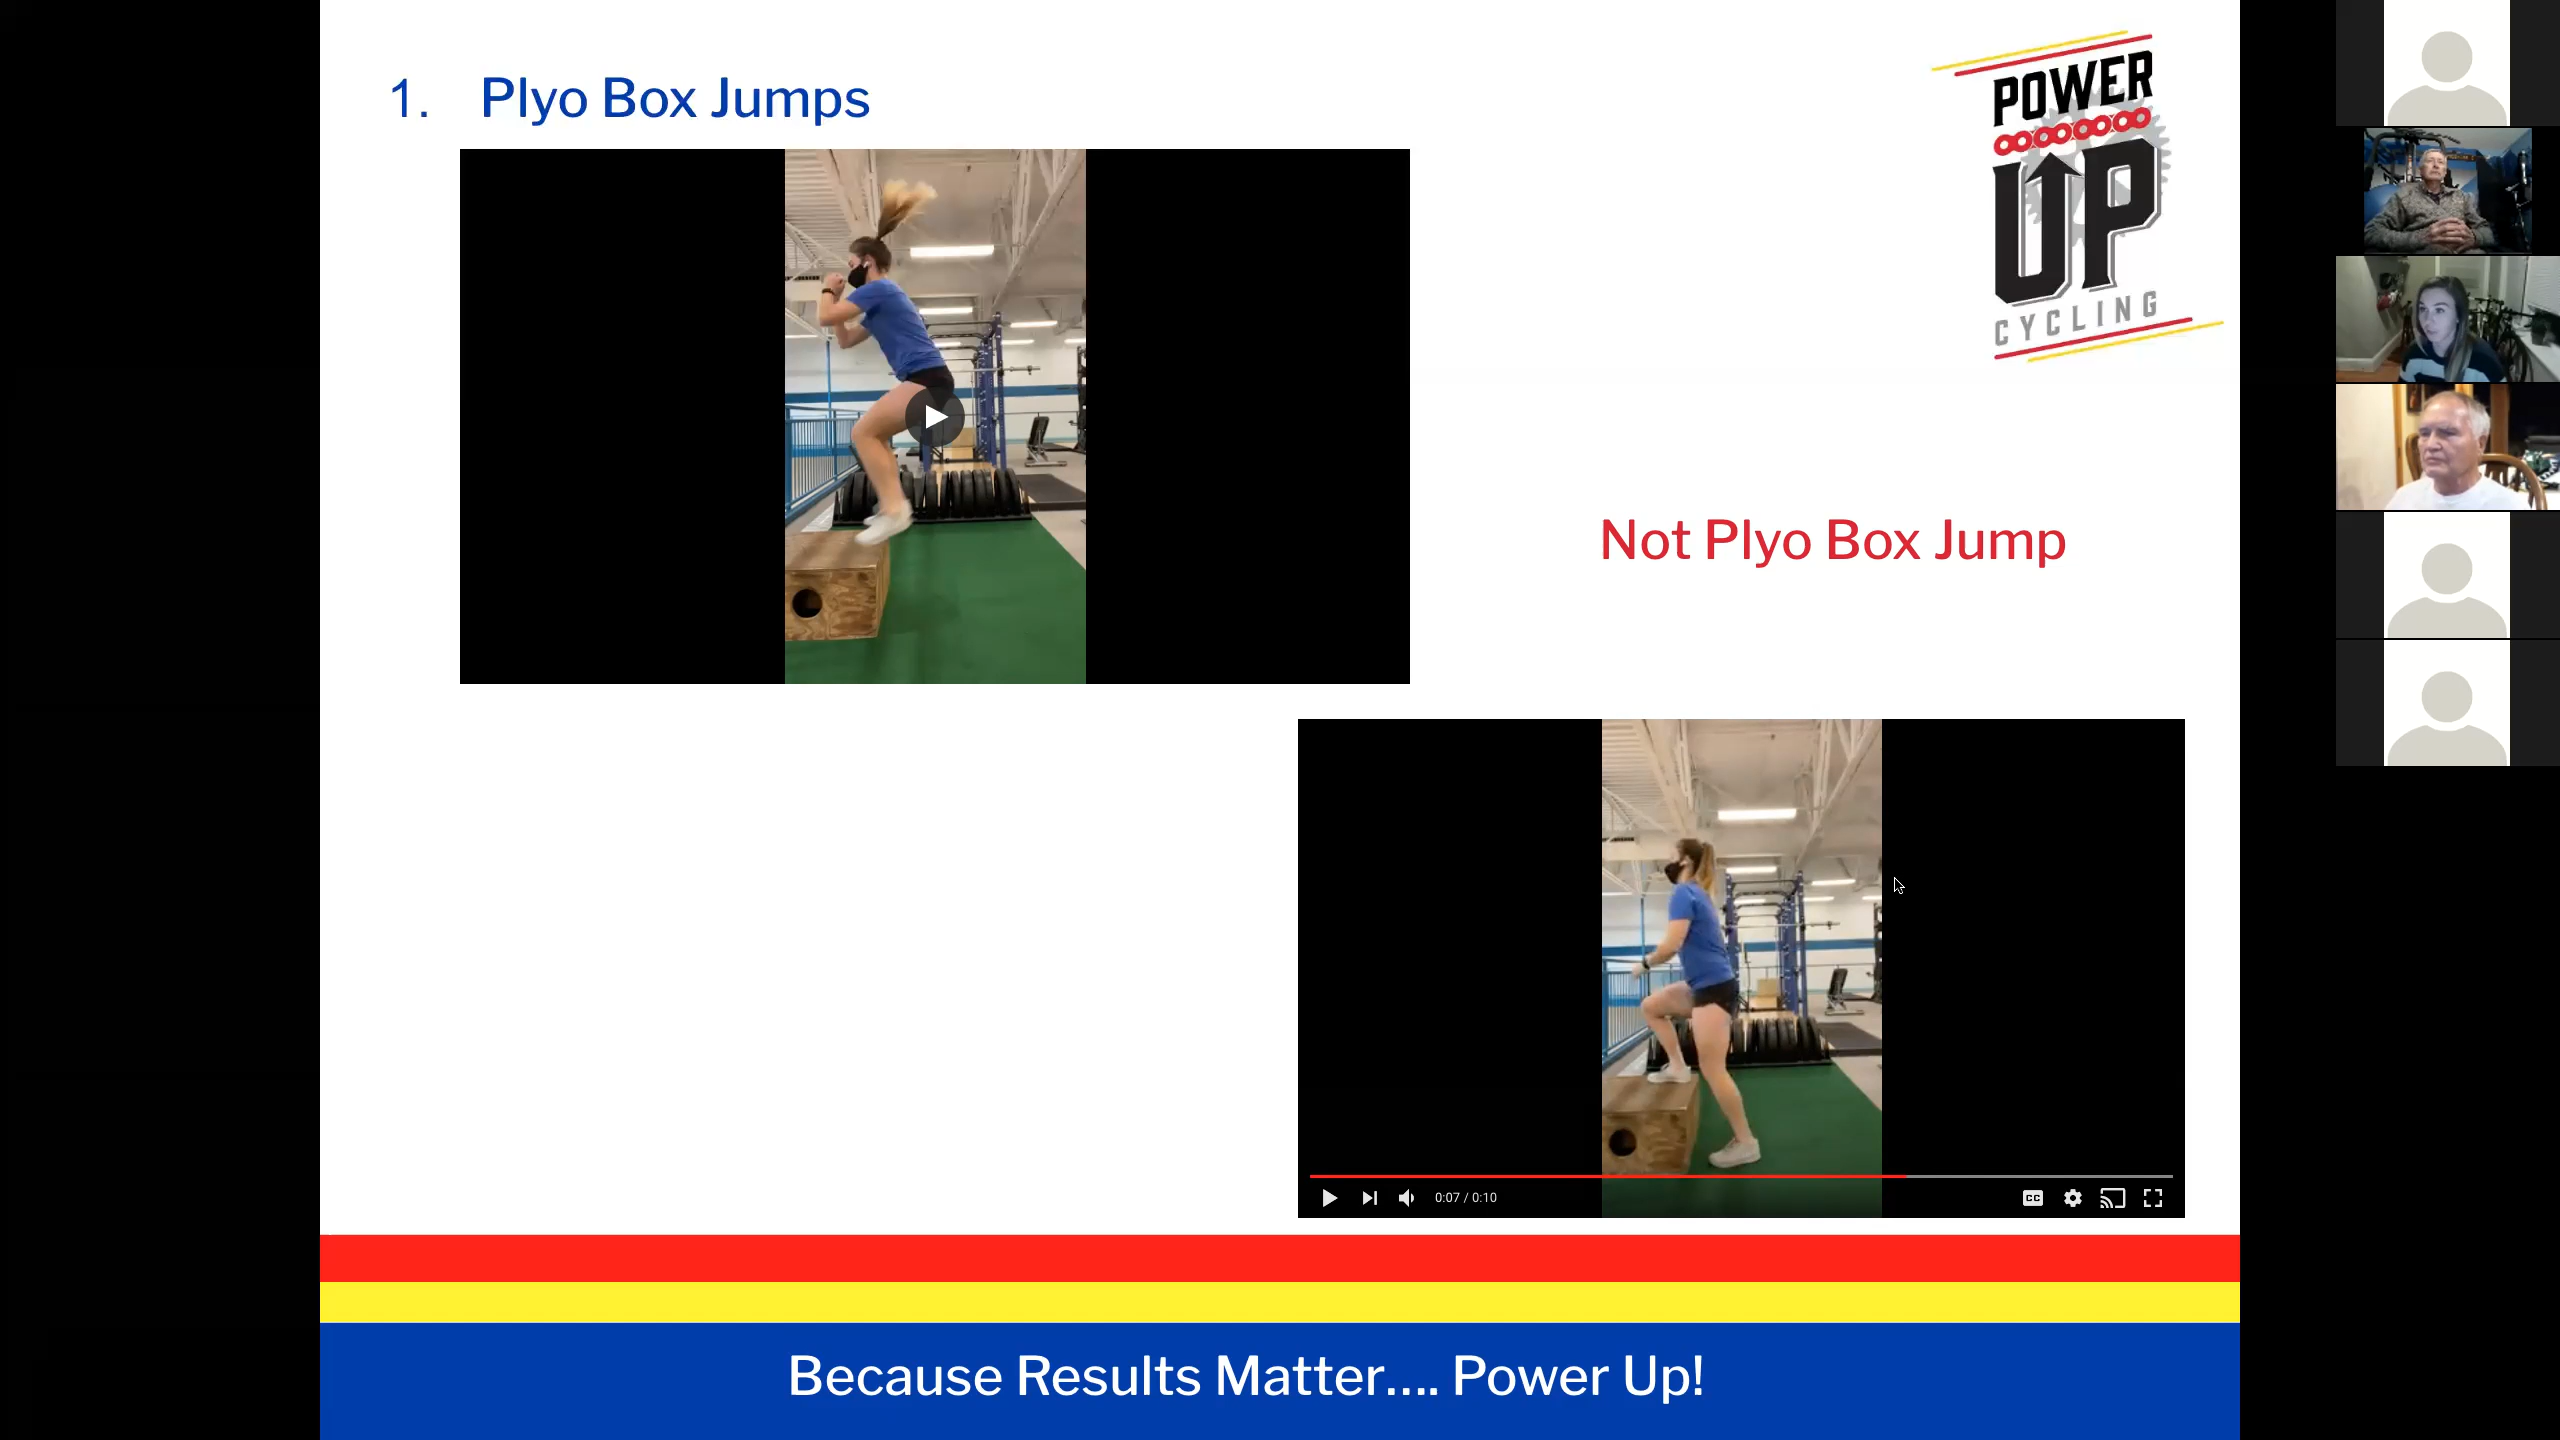 1. Plyo Box Jumps
POWER
UP
CYCLING
Not Plyo Box Jump
0:07 / 0:10
CC
Because Results Matter.... Power Up!